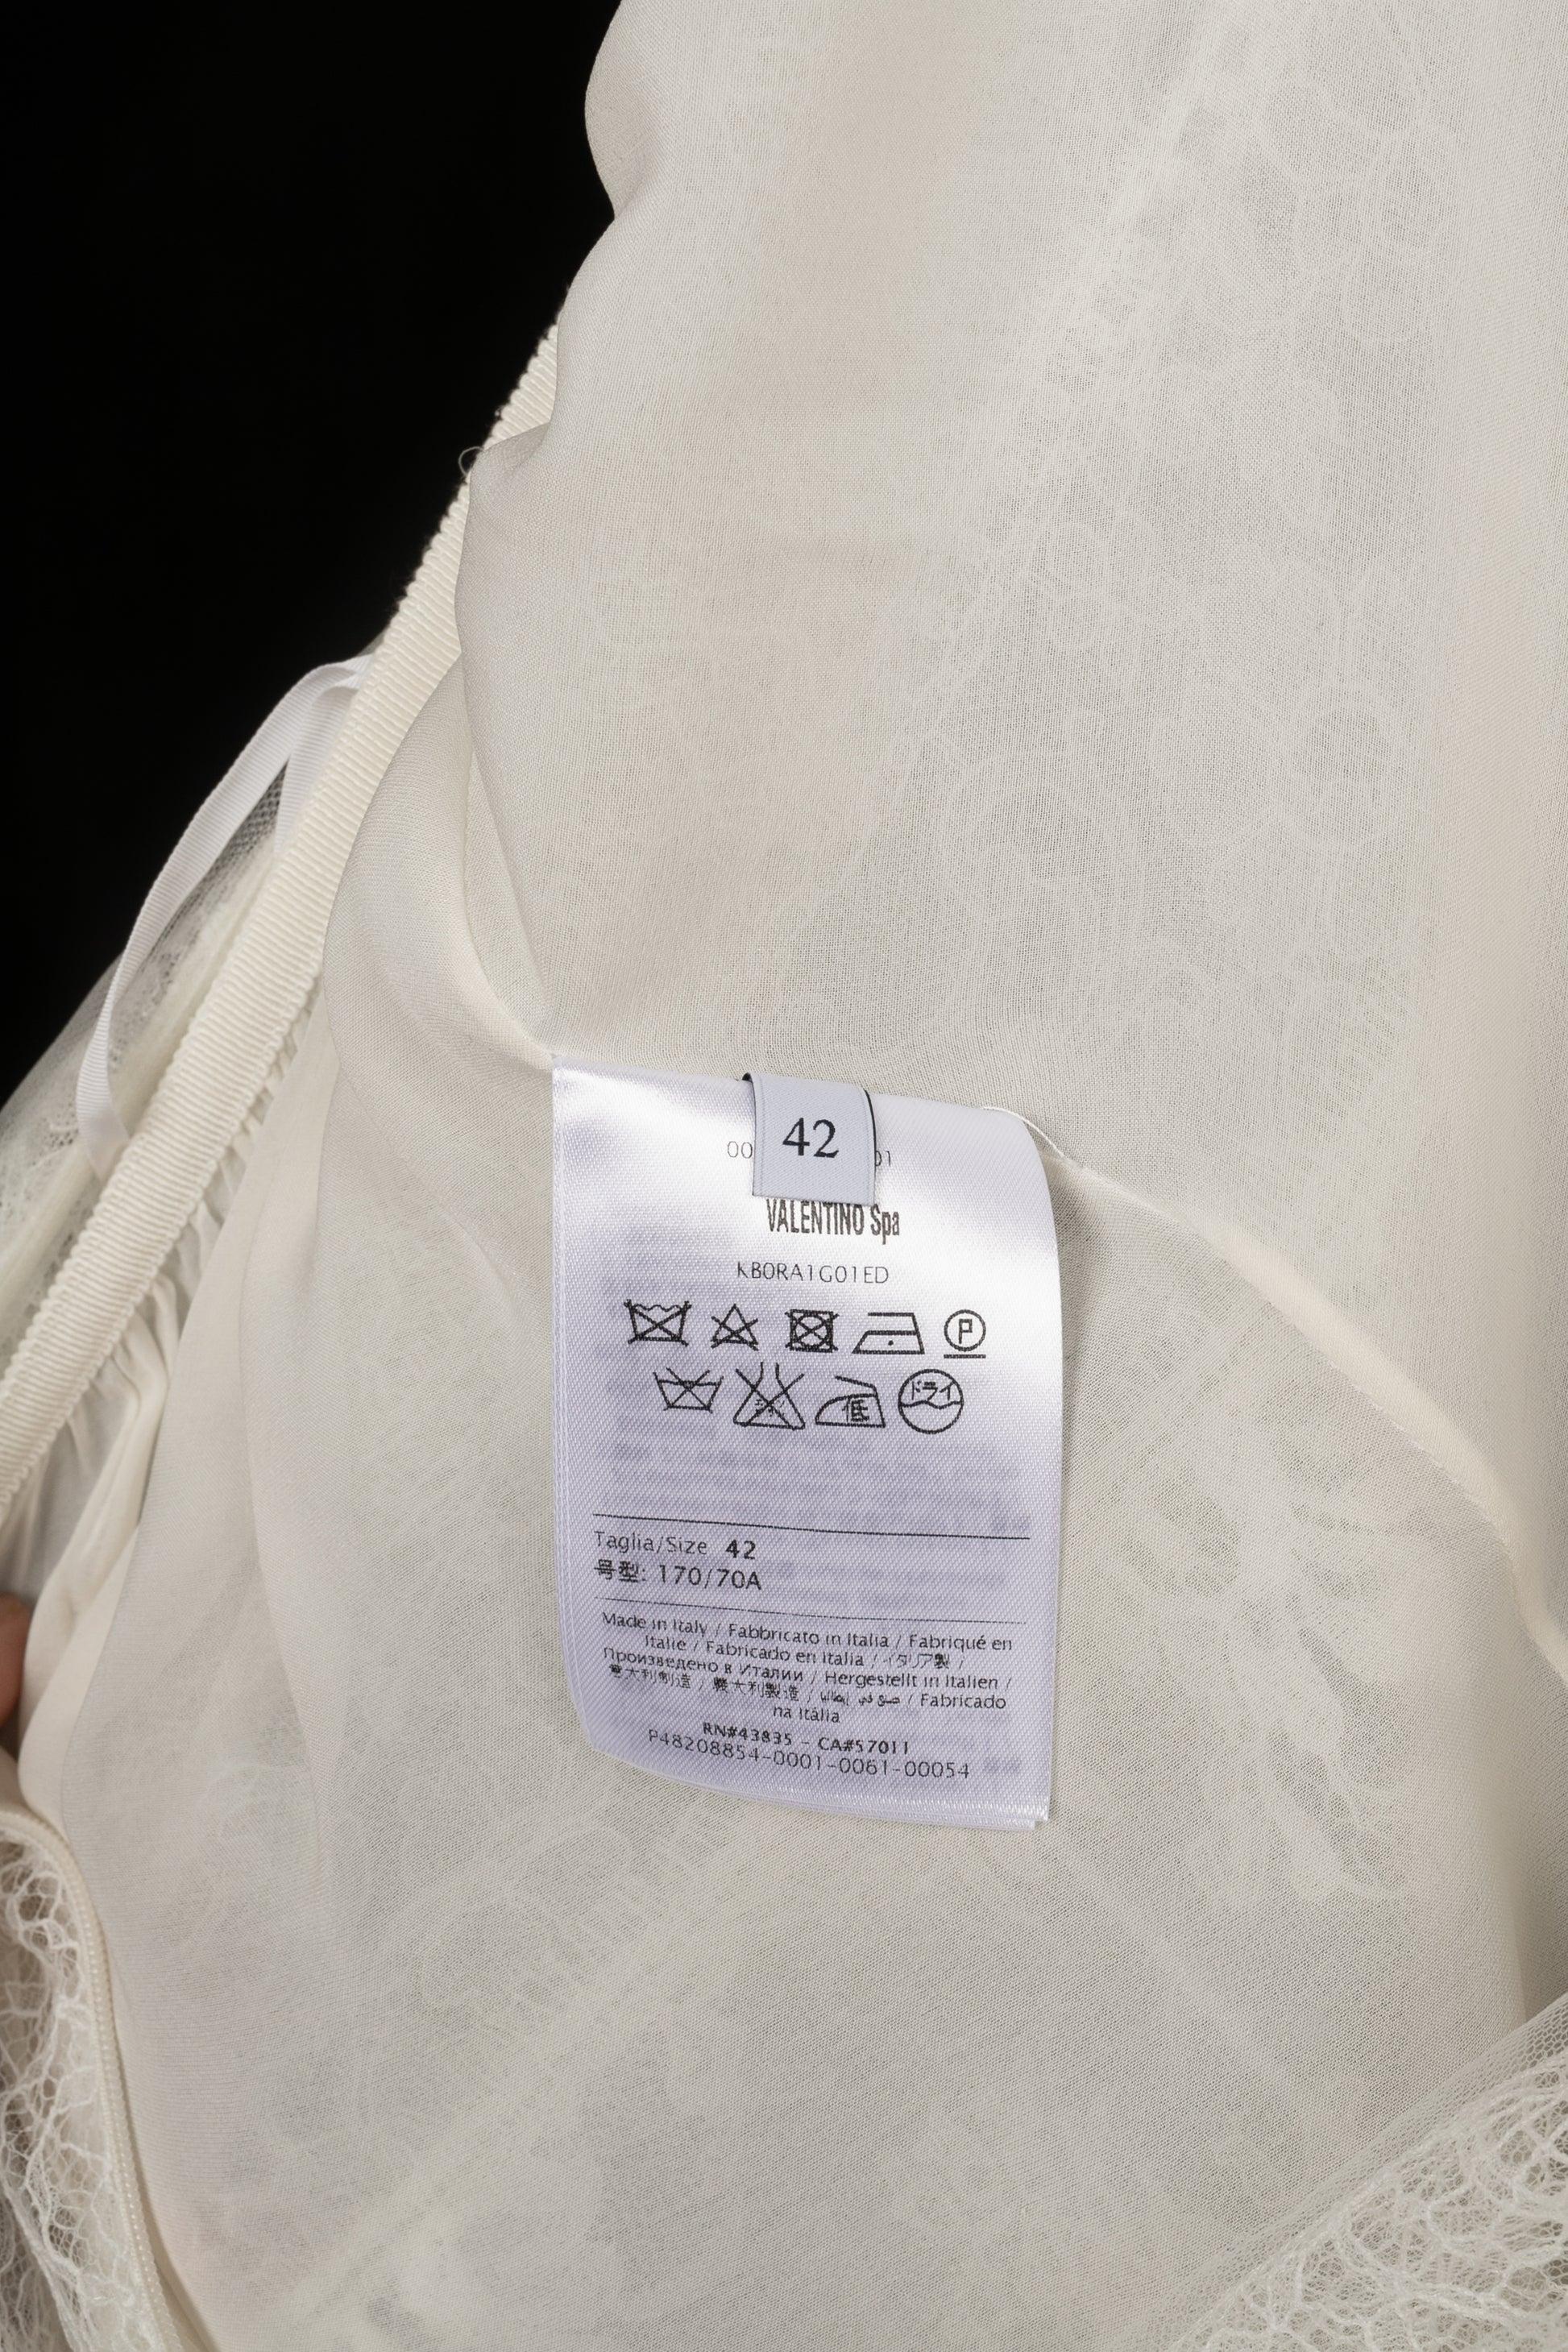 42
00 01
VALENTINO Spa
KB0RA1G01ED
P
低 ドライ
Taglia/Size 42
号型: 170/70A
Made in Italy / Fabbricato in Italia / Fabriqué en
Italie / Fabricado en Italia / イタリア製 /
Произведено в Италии / Hergestellt in Italien /
意大利制造 / 義大利製造 / / Fabricado
na Itália
RN#43835 - CA#57011
P48208854-0001-0061-00054